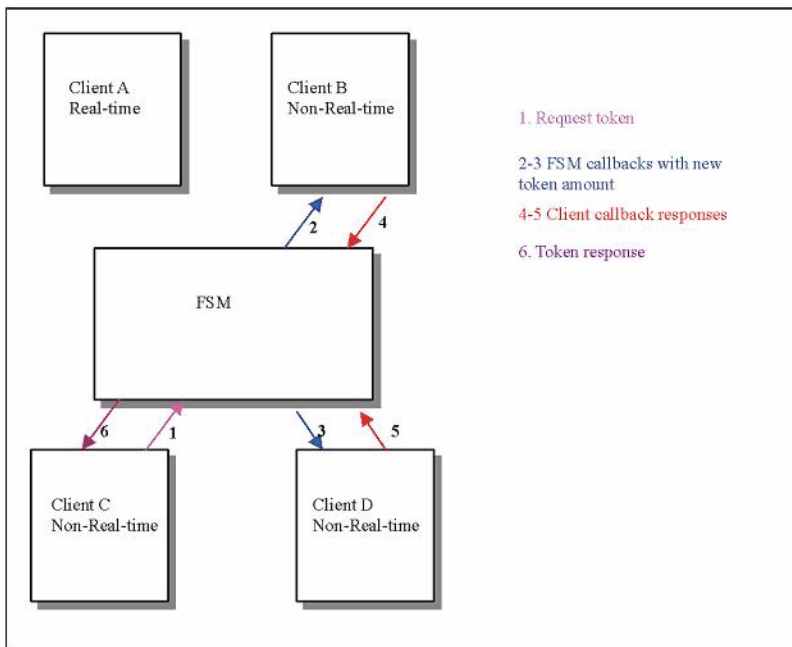 Client A
Real-time
Client B
Non-Real-time
1. Request token
2-3 FSM callbacks with new
token amount
4-5 Client callback responses
6. Token response
2
4
FSM
6
1
3
5
Client C
Non-Real-time
Client D
Non-Real-time